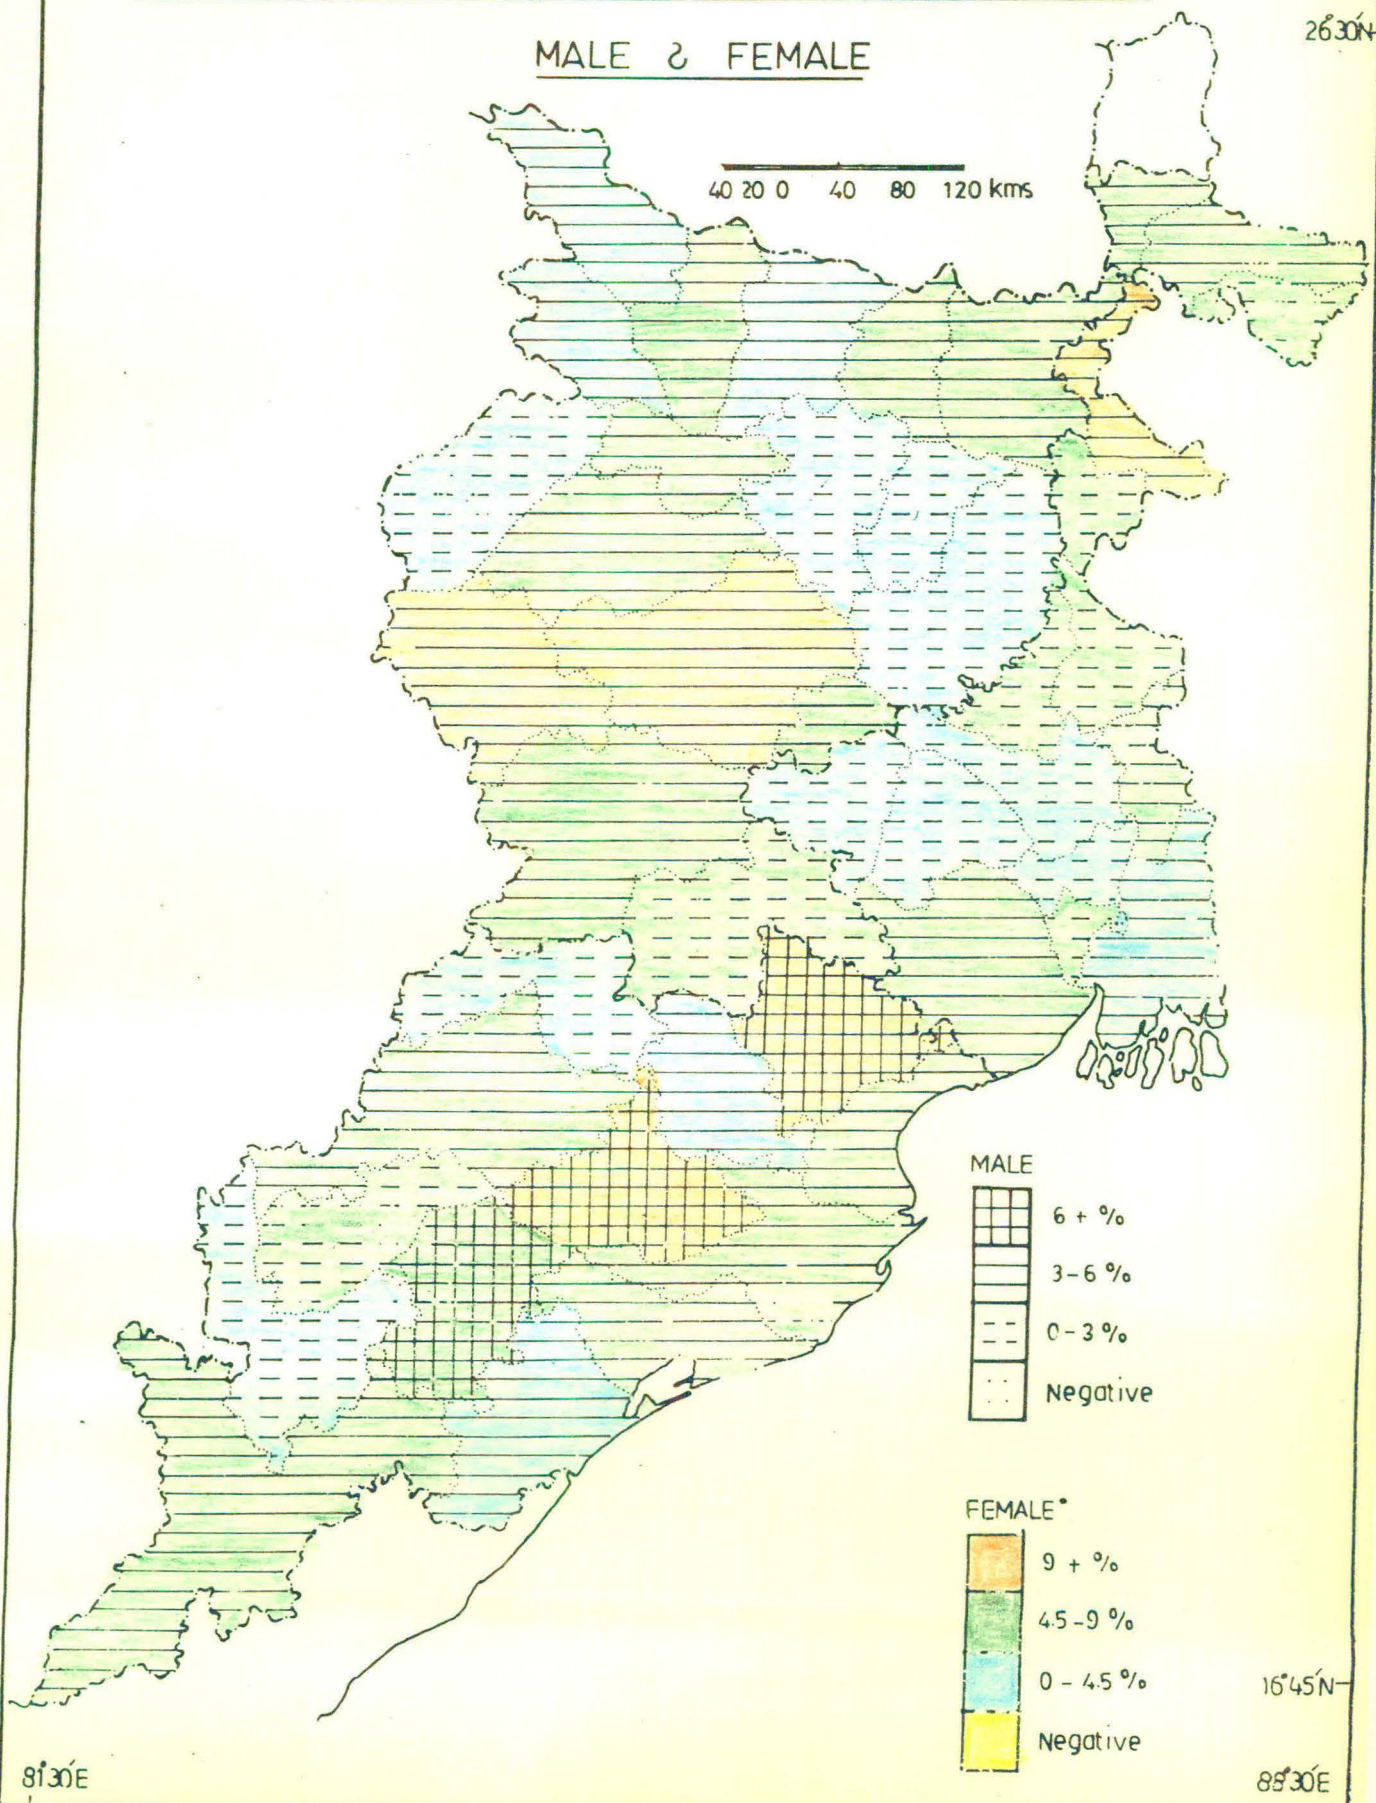 26°30'N
MALE & FEMALE
40 20 0 40 80 120 kms
MALE
6 + %
3-6 %
0-3 %
Negative
FEMALE
9 + %
4.5-9 %
0-4.5 %
Negative
16°45'N
81°30'E
88°30'E